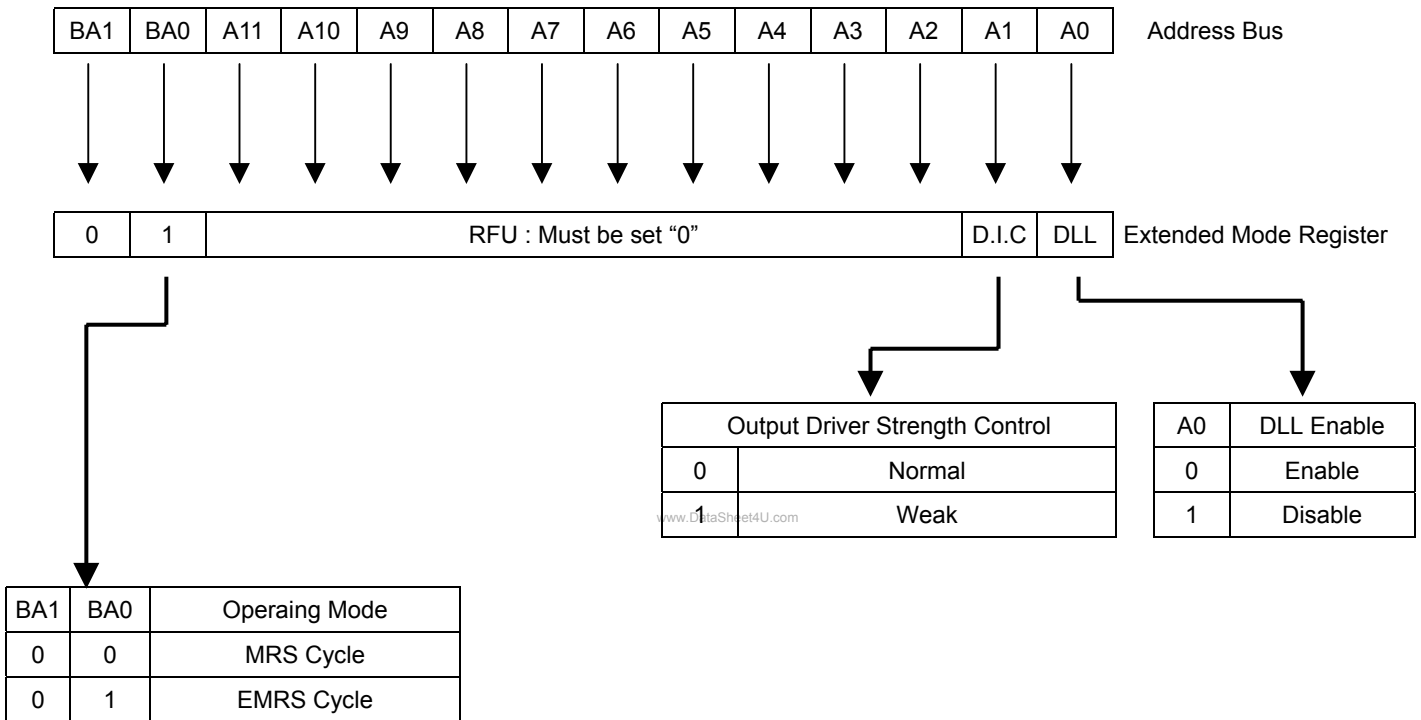 BA1 BA0 A11 A10 A9 A8 A7 A6 A5 A4 A3 A2 A1 A0 Address Bus
0 1 RFU : Must be set “0” D.I.C DLL Extended Mode Register
Output Driver Strength Control
0 Normal
1 Weak
www.DataSheet4U.com
A0 DLL Enable
0 Enable
1 Disable
BA1 BA0 Operaing Mode
0 0 MRS Cycle
0 1 EMRS Cycle